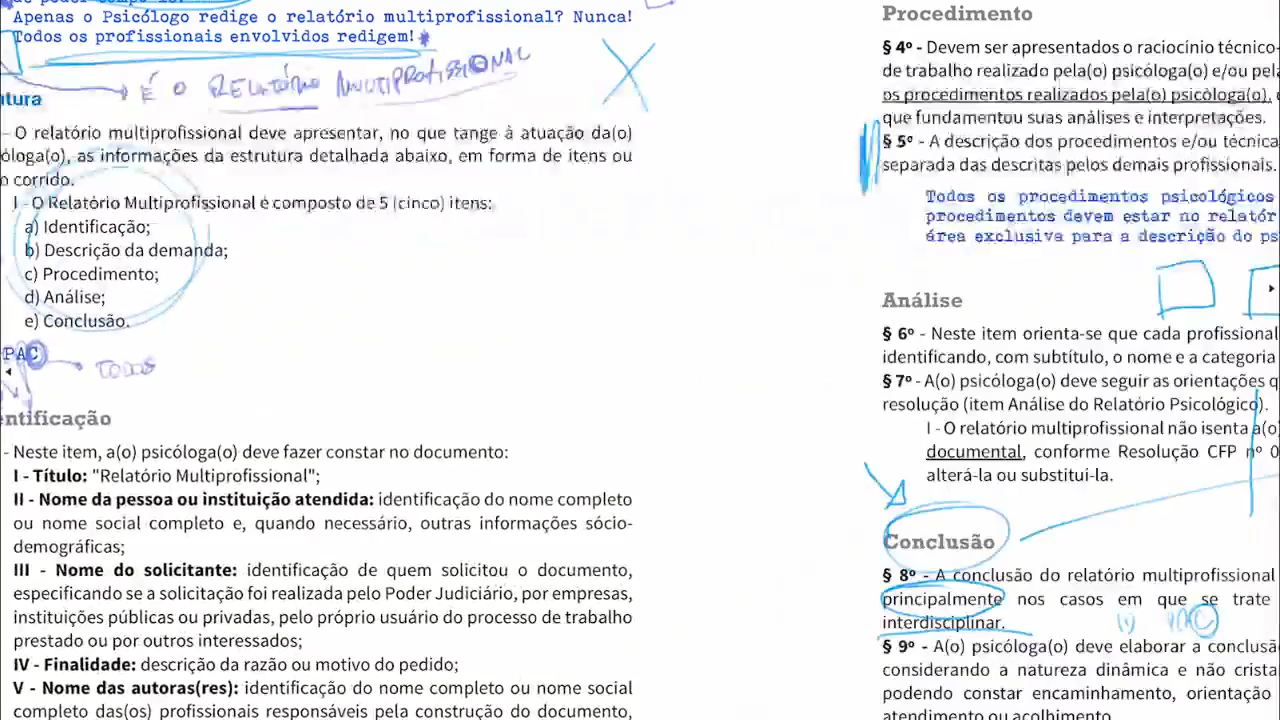 Apenas o Psicólogo redige o relatório multiprofissional? Nunca!
Todos os profissionais envolvidos redigem!*
É O RELATÓRIO MULTIPROFISSIONAL
tura
- O relatório multiprofissional deve apresentar, no que tange à atuação da(o)
óloga(o), as informações da estrutura detalhada abaixo, em forma de itens ou
o corrido.
I - O Relatório Multiprofissional é composto de 5 (cinco) itens:
a) Identificação;
b) Descrição da demanda;
c) Procedimento;
d) Análise;
e) Conclusão.
PAC
TODOS
entificação
- Neste item, a(o) psicóloga(o) deve fazer constar no documento:
I - Título: "Relatório Multiprofissional";
II - Nome da pessoa ou instituição atendida: identificação do nome completo
ou nome social completo e, quando necessário, outras informações sócio-
demográficas;
III - Nome do solicitante: identificação de quem solicitou o documento,
especificando se a solicitação foi realizada pelo Poder Judiciário, por empresas,
instituições públicas ou privadas, pelo próprio usuário do processo de trabalho
prestado ou por outros interessados;
IV - Finalidade: descrição da razão ou motivo do pedido;
V - Nome das autoras(res): identificação do nome completo ou nome social
completo das(os) profissionais responsáveis pela construção do documento,
Procedimento
§ 4º - Devem ser apresentados o raciocínio técnico
de trabalho realizado pela(o) psicóloga(o) e/ou pela
os procedimentos realizados pela(o) psicóloga(o),
que fundamentou suas análises e interpretações.
§ 5º - A descrição dos procedimentos e/ou técnica
separada das descritas pelos demais profissionais.
Todos os procedimentos psicológicos
procedimentos devem estar no relatór
área exclusiva para a descrição do ps
Análise
§ 6º - Neste item orienta-se que cada profissional
identificando, com subtítulo, o nome e a categoria
§ 7º - A(o) psicóloga(o) deve seguir as orientações q
resolução (item Análise do Relatório Psicológico).
I - O relatório multiprofissional não isenta a(o)
documental, conforme Resolução CFP nº 0
alterá-la ou substituí-la.
Conclusão
§ 8º - A conclusão do relatório multiprofissional
principalmente nos casos em que se trate
interdisciplinar.
§ 9º - A(o) psicóloga(o) deve elaborar a conclusã
considerando a natureza dinâmica e não crista
podendo constar encaminhamento, orientação
atendimento ou acolhimento